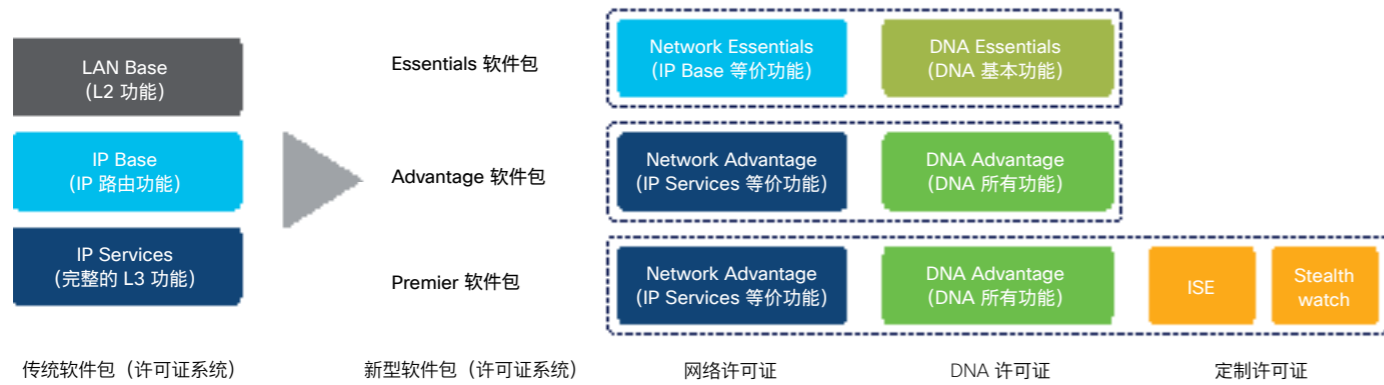 LAN Base
(L2 功能)
IP Base
(IP 路由功能)
IP Services
(完整的 L3 功能)
传统软件包（许可证系统）
Essentials 软件包
Advantage 软件包
Premier 软件包
新型软件包（许可证系统）
Network Essentials
(IP Base 等价功能)
DNA Essentials
(DNA 基本功能)
Network Advantage
(IP Services 等价功能)
DNA Advantage
(DNA 所有功能)
Network Advantage
(IP Services 等价功能)
DNA Advantage
(DNA 所有功能)
ISE
Stealth
watch
网络许可证
DNA 许可证
定制许可证